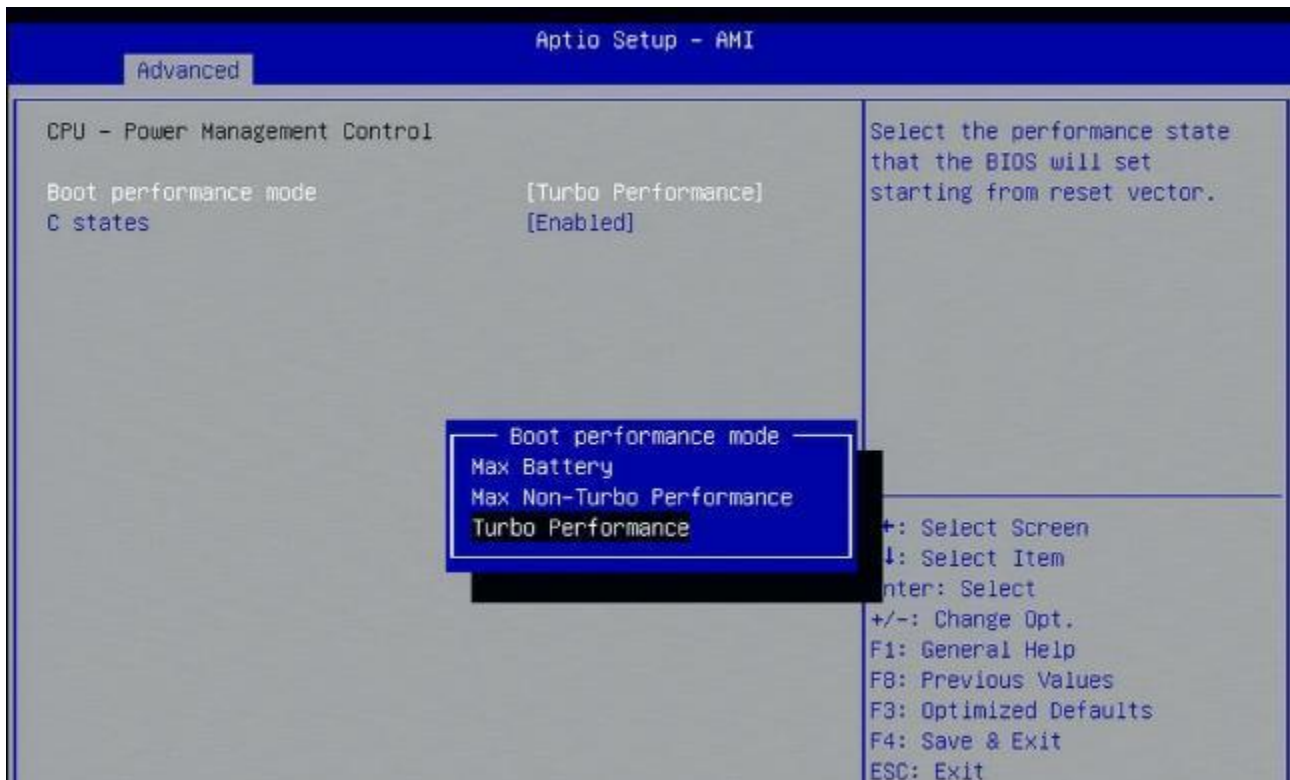 Aptio Setup – AMI
Advanced
CPU – Power Management Control
Boot performance mode [Turbo Performance]
C states [Enabled]
Select the performance state
that the BIOS will set
starting from reset vector.
Boot performance mode
Max Battery
Max Non-Turbo Performance
Turbo Performance
: Select Screen
: Select Item
nter: Select
+/-: Change Opt.
F1: General Help
F8: Previous Values
F3: Optimized Defaults
F4: Save & Exit
ESC: Exit